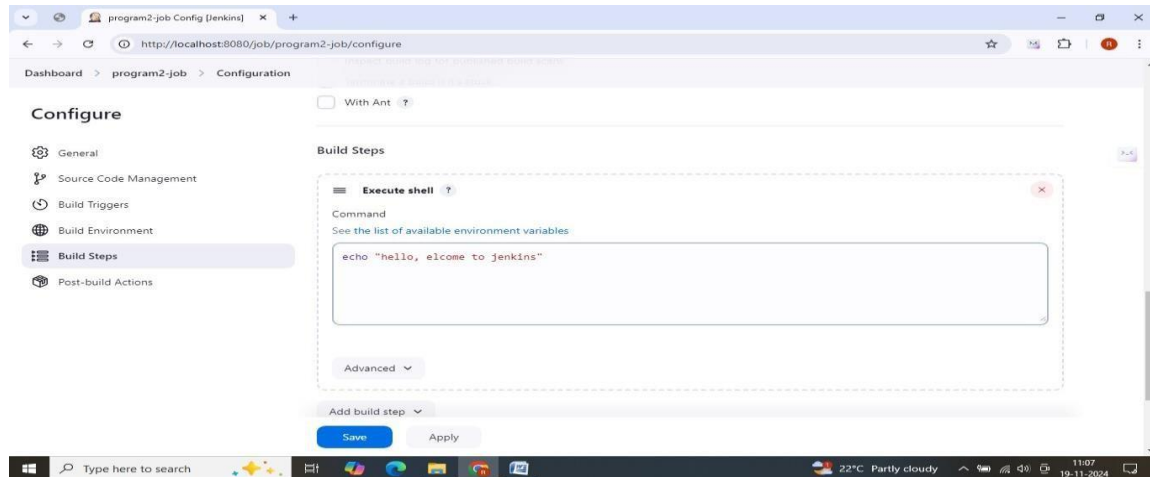 program2-job Config [Jenkins]
http://localhost:8080/job/program2-job/configure
R
Dashboard > program2-job > Configuration
Configure
General
Source Code Management
Build Triggers
Build Environment
Build Steps
Post-build Actions
With Ant ?
Build Steps
Execute shell ?
Command
See the list of available environment variables
echo "hello, elcome to jenkins"
Advanced
Add build step
Save Apply
Type here to search
22°C Partly cloudy
11:07
19-11-2024